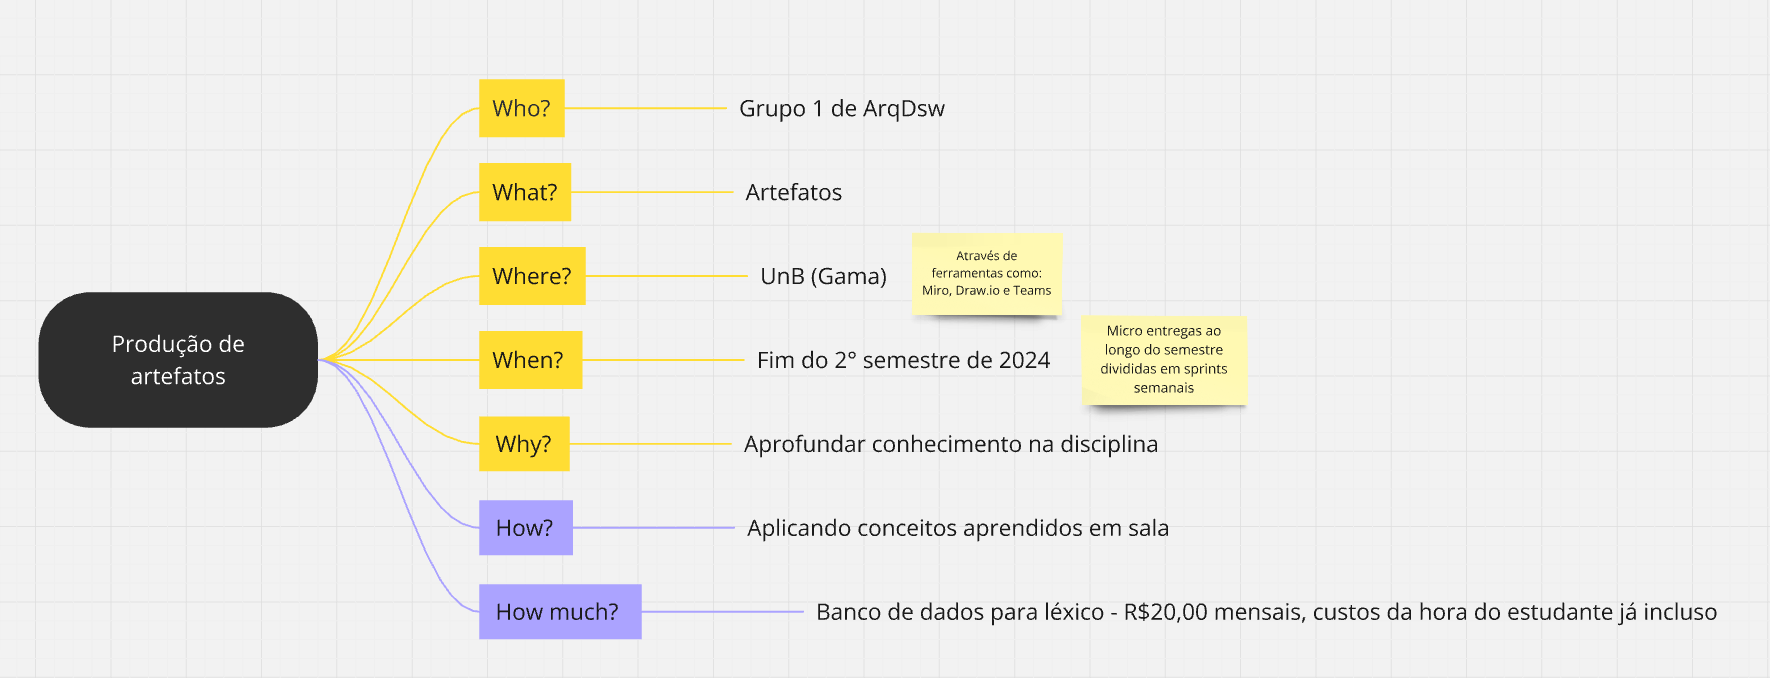 Produção de
artefatos
Who?
Grupo 1 de ArqDsw
What?
Artefatos
Where?
UnB (Gama)
Através de
ferramentas como:
Miro, Draw.io e Teams
When?
Fim do 2° semestre de 2024
Micro entregas ao
longo do semestre
divididas em sprints
semanais
Why?
Aprofundar conhecimento na disciplina
How?
Aplicando conceitos aprendidos em sala
How much?
Banco de dados para léxico - R$20,00 mensais, custos da hora do estudante já incluso